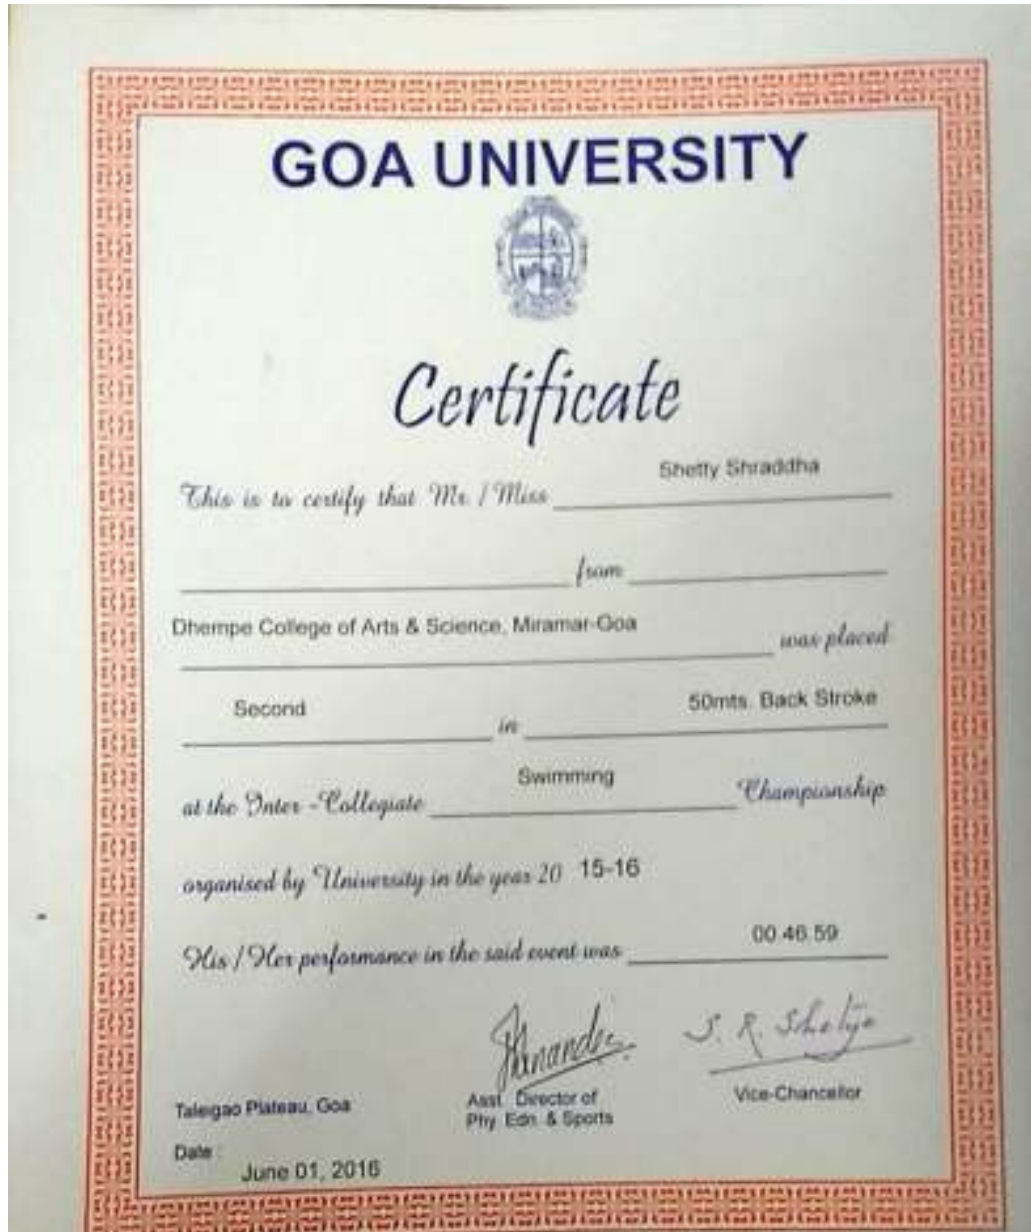 GOA UNIVERSITY
Certificate
This is to certify that Mr. / Miss Shetty Shraddha
from
Dhempe College of Arts & Science, Miramar-Goa was placed
Second in 50mts. Back Stroke
at the Inter-Collegiate Swimming Championship
organised by University in the year 20 15-16
His / Her performance in the said event was 00.46.59
S. R. Shetye
Asst. Director of Vice-Chancellor
Phy. Edn. & Sports
Taleigao Plateau, Goa
Date :
June 01, 2016